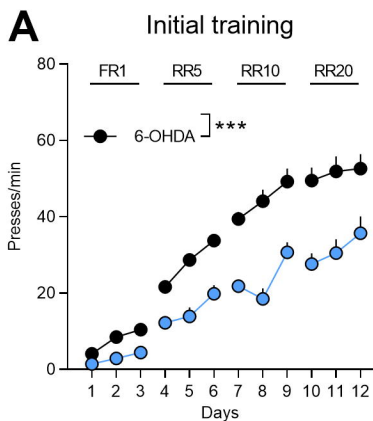 A
Initial training
FR1 RR5 RR10 RR20
6-OHDA ***
Presses/min
80
60
40
20
0
1 2 3 4 5 6 7 8 9 10 11 12
Days